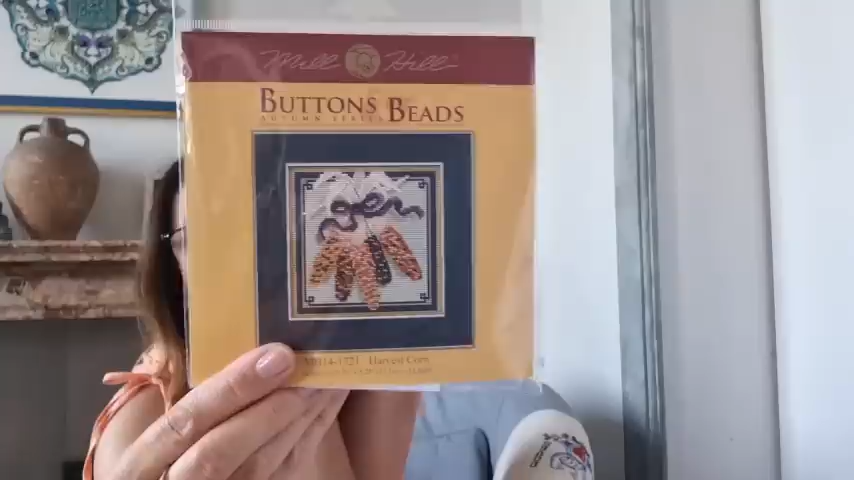 Mill Hill
BUTTONS BEADS
AUTUMN SERIES
Harvest Corn